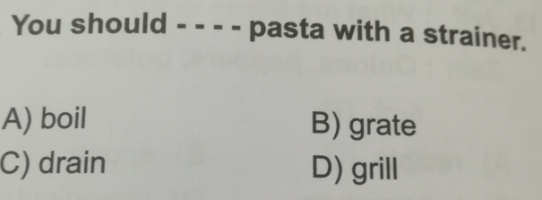 You should - - - - pasta with a strainer.
A) boil
B) grate
C) drain
D) grill